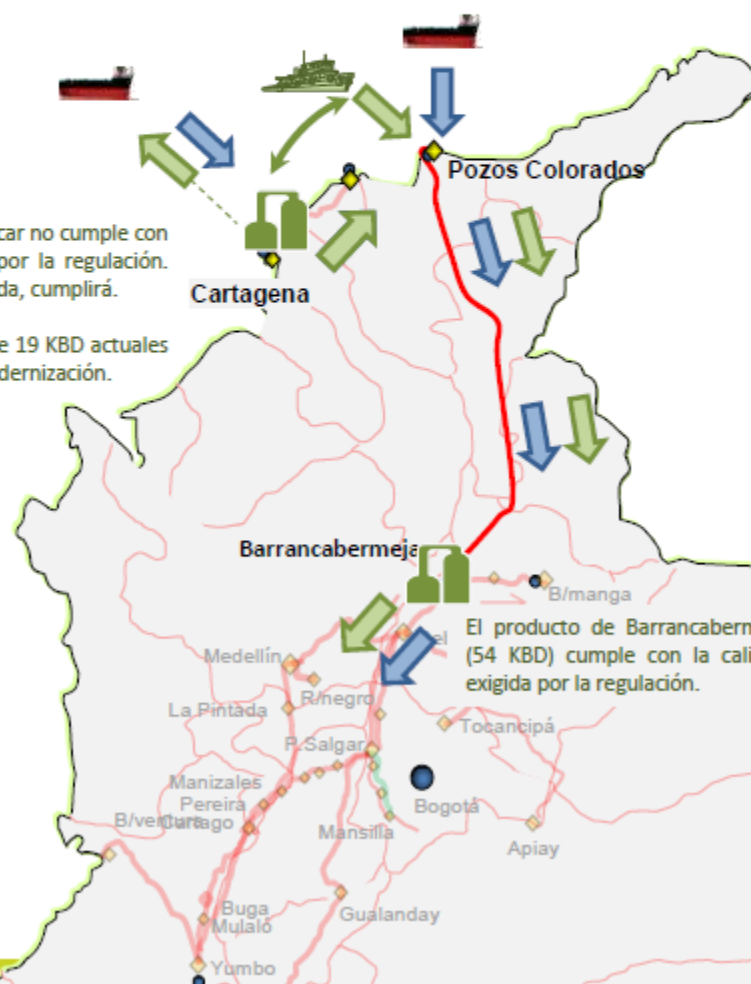 Pozos Colorados
car no cumple con
por la regulación.
da, cumplirá.
Cartagena
e 19 KBD actuales
dernización.
Barrancabermeja
B/manga
El producto de Barrancaberm
(54 KBD) cumple con la cali
exigida por la regulación.
el
Medellín
R/negro
La Pintada
Tocancipá
P.Salgar
Manizales
Pereira
B/ventura
Cartago
Bogotá
Mansilla
Apiay
Buga
Gualanday
Mulaló
Yumbo